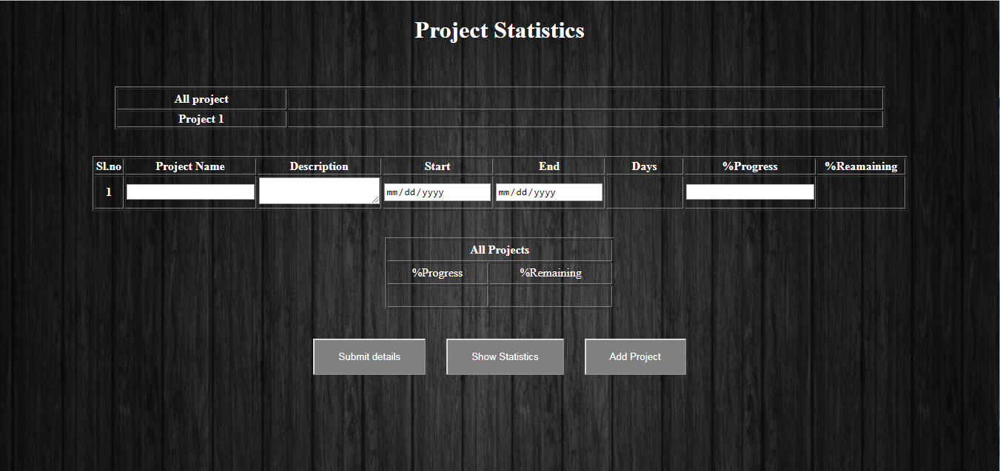 Project Statistics
All project
Project 1
Sl.no Project Name Description Start End Days %Progress %Reamaining
1 mm/dd/yyyy mm/dd/yyyy
All Projects
%Progress %Remaining
Submit details Show Statistics Add Project